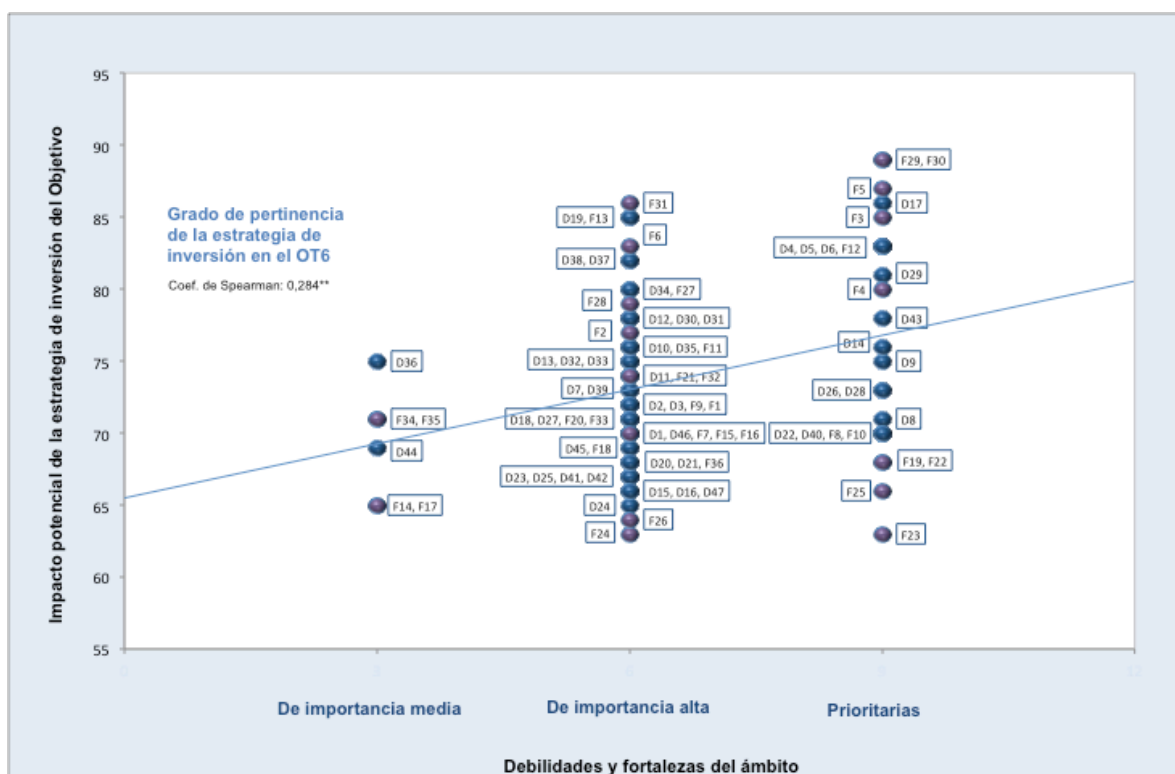 Impacto potencial de la estrategia de inversión del Objetivo
95
90
85
80
75
70
65
60
55
Grado de pertinencia
de la estrategia de
inversión en el OT6
Coef. de Spearman: 0,284**
D36
F34, F35
D44
F14, F17
F31
D19, F13
F6
D38, D37
D34, F27
F28
D12, D30, D31
F2
D10, D35, F11
D13, D32, D33
D11, F21, F32
D7, D39
D2, D3, F9, F1
D18, D27, F20, F33
D1, D46, F7, F15, F16
D45, F18
D20, D21, F36
D23, D25, D41, D42
D15, D16, D47
D24
F26
F24
F29, F30
F5
D17
F3
D4, D5, D6, F12
D29
F4
D43
D14
D9
D26, D28
D8
D22, D40, F8, F10
F19, F22
F25
F23
0
3
6
9
12
De importancia media
De importancia alta
Prioritarias
Debilidades y fortalezas del ámbito